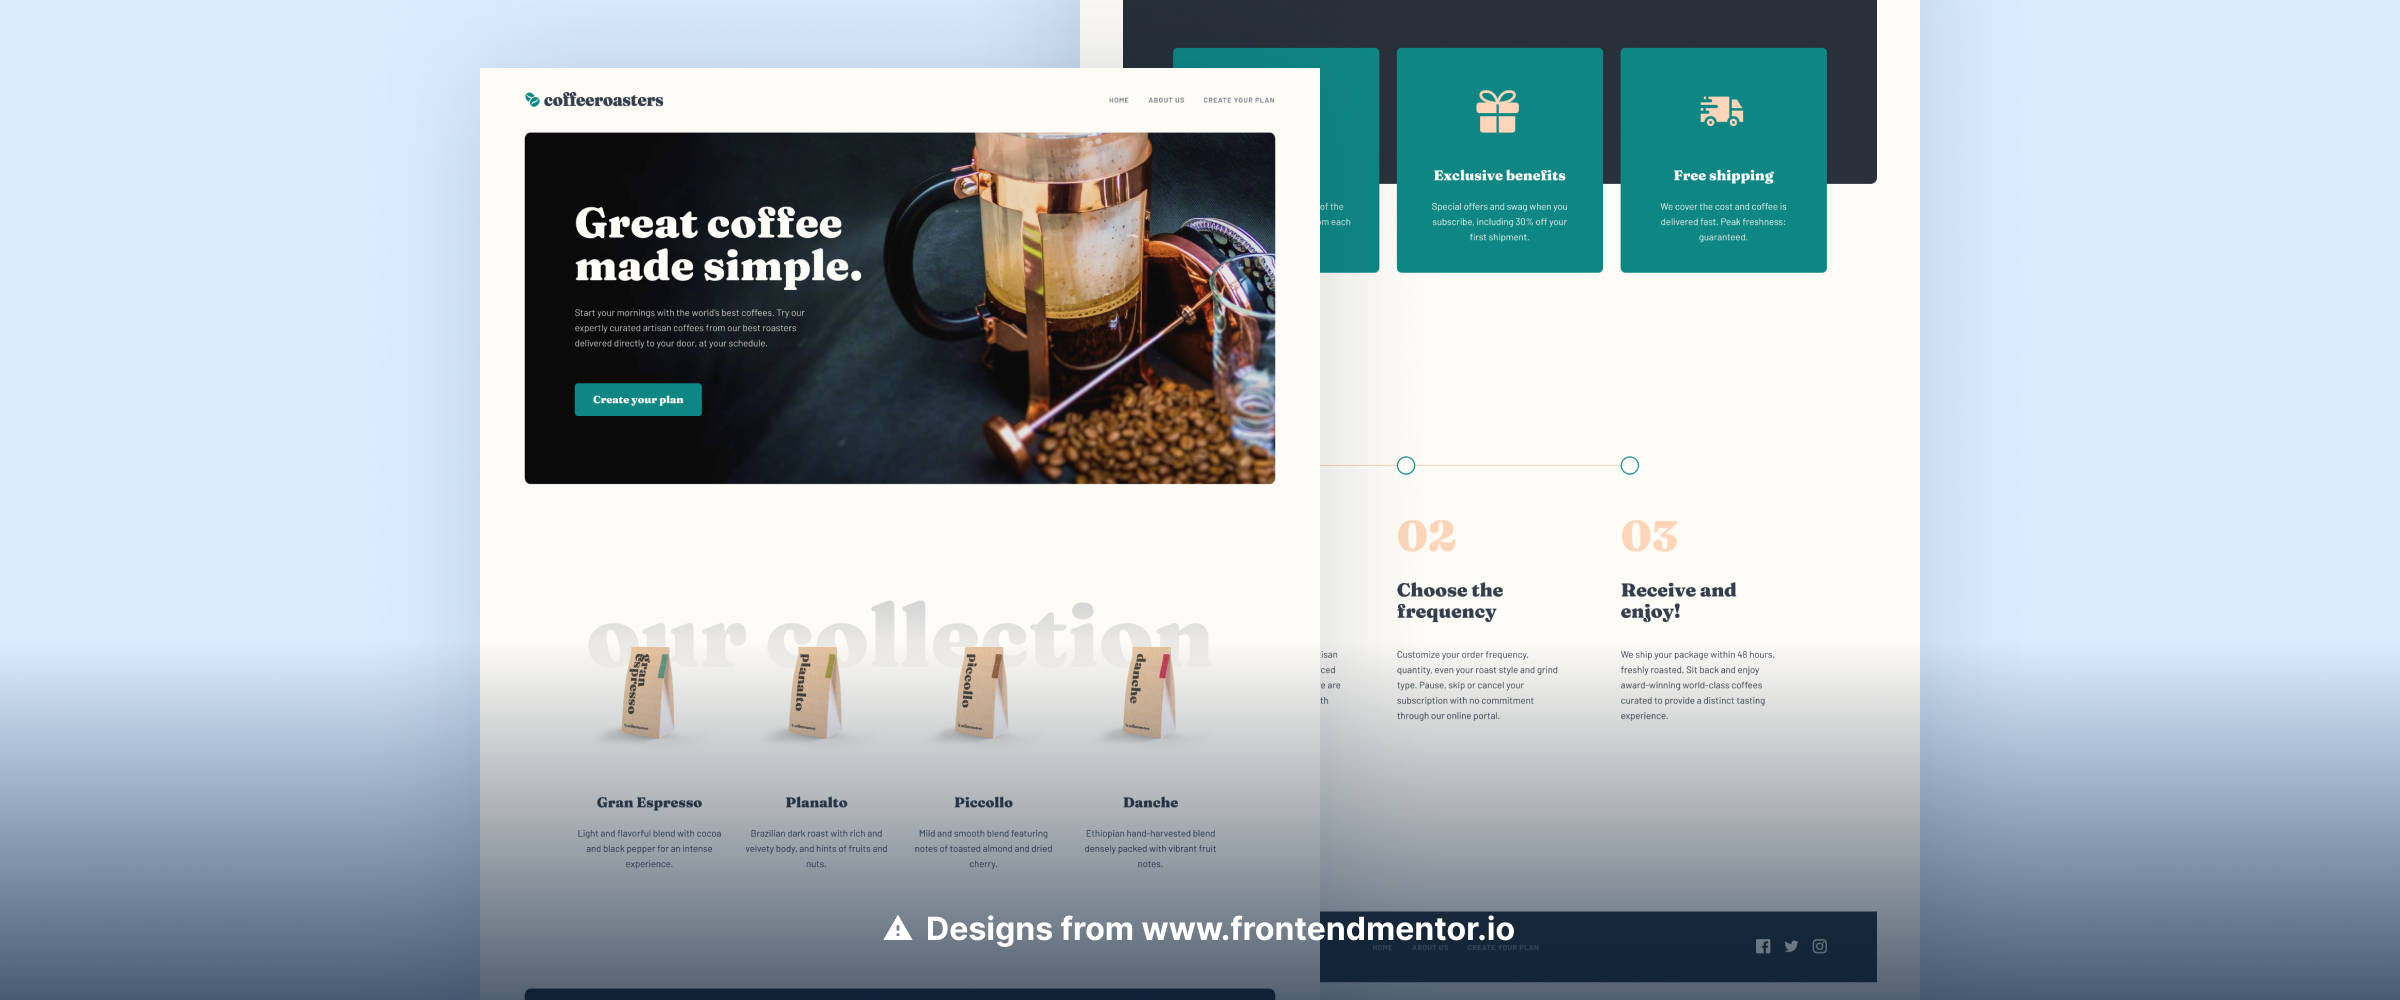 coffeeroasters
HOME ABOUT US CREATE YOUR PLAN
Great coffee
made simple.
Start your mornings with the world's best coffees. Try our
expertly curated artisan coffees from our best roasters
delivered directly to your door, at your schedule.
Create your plan
our collection
gran
espresso
planalto
piccollo
danche
Gran Espresso
Light and flavorful blend with cocoa
and black pepper for an intense
experience.
Planalto
Brazilian dark roast with rich and
velvety body, and hints of fruits and
nuts.
Piccollo
Mild and smooth blend featuring
notes of toasted almond and dried
cherry.
Danche
Ethiopian hand-harvested blend
densely packed with vibrant fruit
notes.
of the
each
Exclusive benefits
Special offers and swag when you
subscribe, including 30% off your
first shipment.
Free shipping
We cover the cost and coffee is
delivered fast. Peak freshness:
guaranteed.
are
02
Choose the
frequency
Customize your order frequency,
quantity, even your roast style and grind
type. Pause, skip or cancel your
subscription with no commitment
through our online portal.
03
Receive and
enjoy!
We ship your package within 48 hours,
freshly roasted. Sit back and enjoy
award-winning world-class coffees
curated to provide a distinct tasting
experience.
HOME ABOUT US CREATE YOUR PLAN
Designs from www.frontendmentor.io